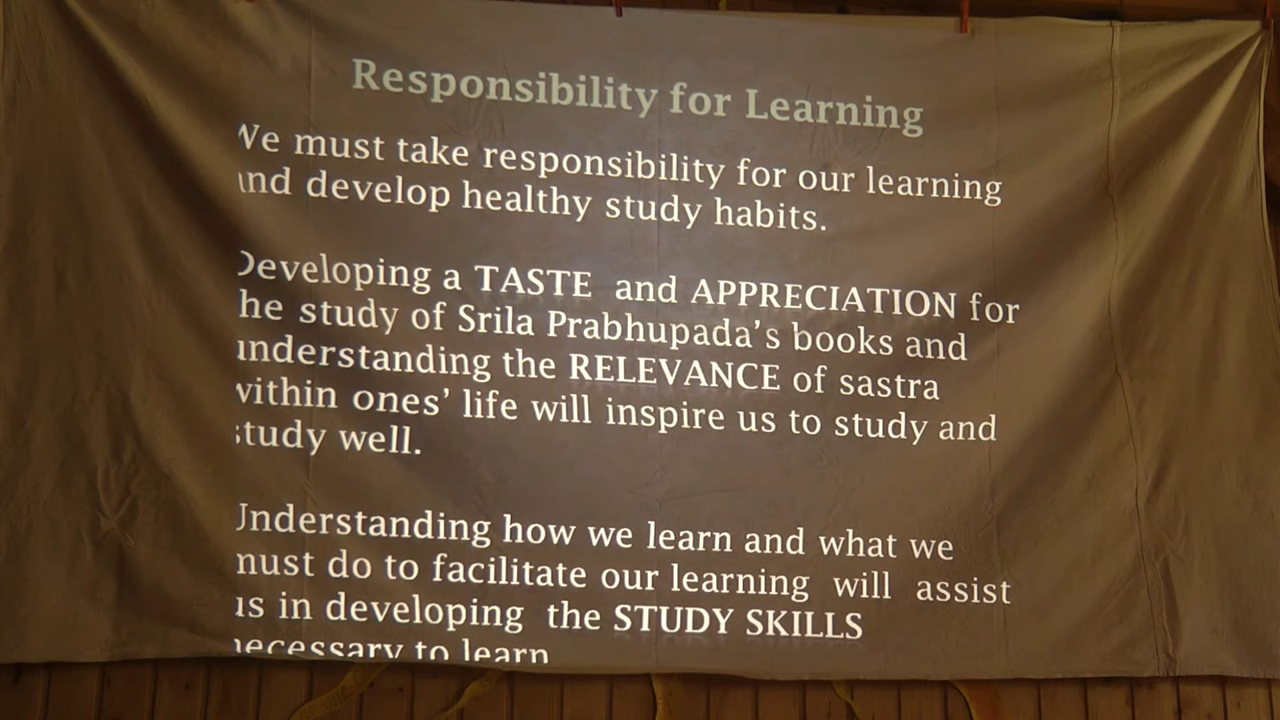 Responsibility for Learning
We must take responsibility for our learning
and develop healthy study habits.
Developing a TASTE and APPRECIATION for
the study of Srila Prabhupada's books and
understanding the RELEVANCE of sastra
within ones' life will inspire us to study and
study well.
Understanding how we learn and what we
must do to facilitate our learning will assist
us in developing the STUDY SKILLS
necessary to learn